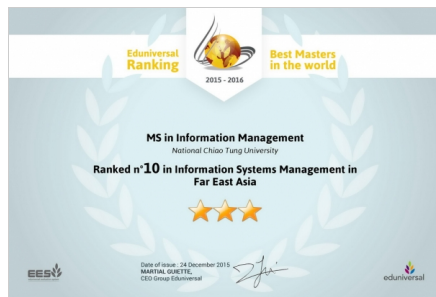 Eduniversal
Ranking
Best Masters
in the world
2015 - 2016
MS in Information Management
National Chiao Tung University
Ranked n°10 in Information Systems Management in
Far East Asia
Date of issue : 24 December 2015
MARTIAL GUIETTE,
CEO Group Eduniversal
EES
eduniversal